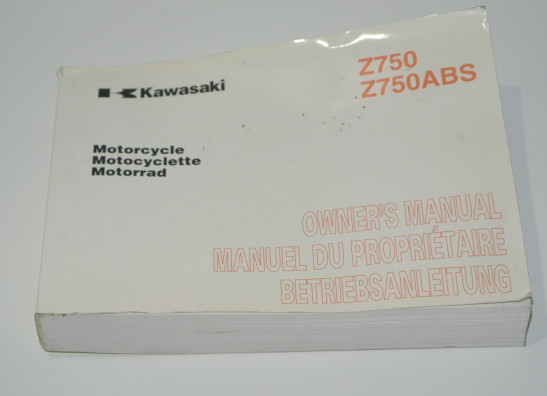 Kawasaki
Z750
Z750ABS
Motorcycle
Motocyclette
Motorrad
OWNER'S MANUAL
MANUEL DU PROPRIÉTAIRE
BETRIEBSANLEITUNG